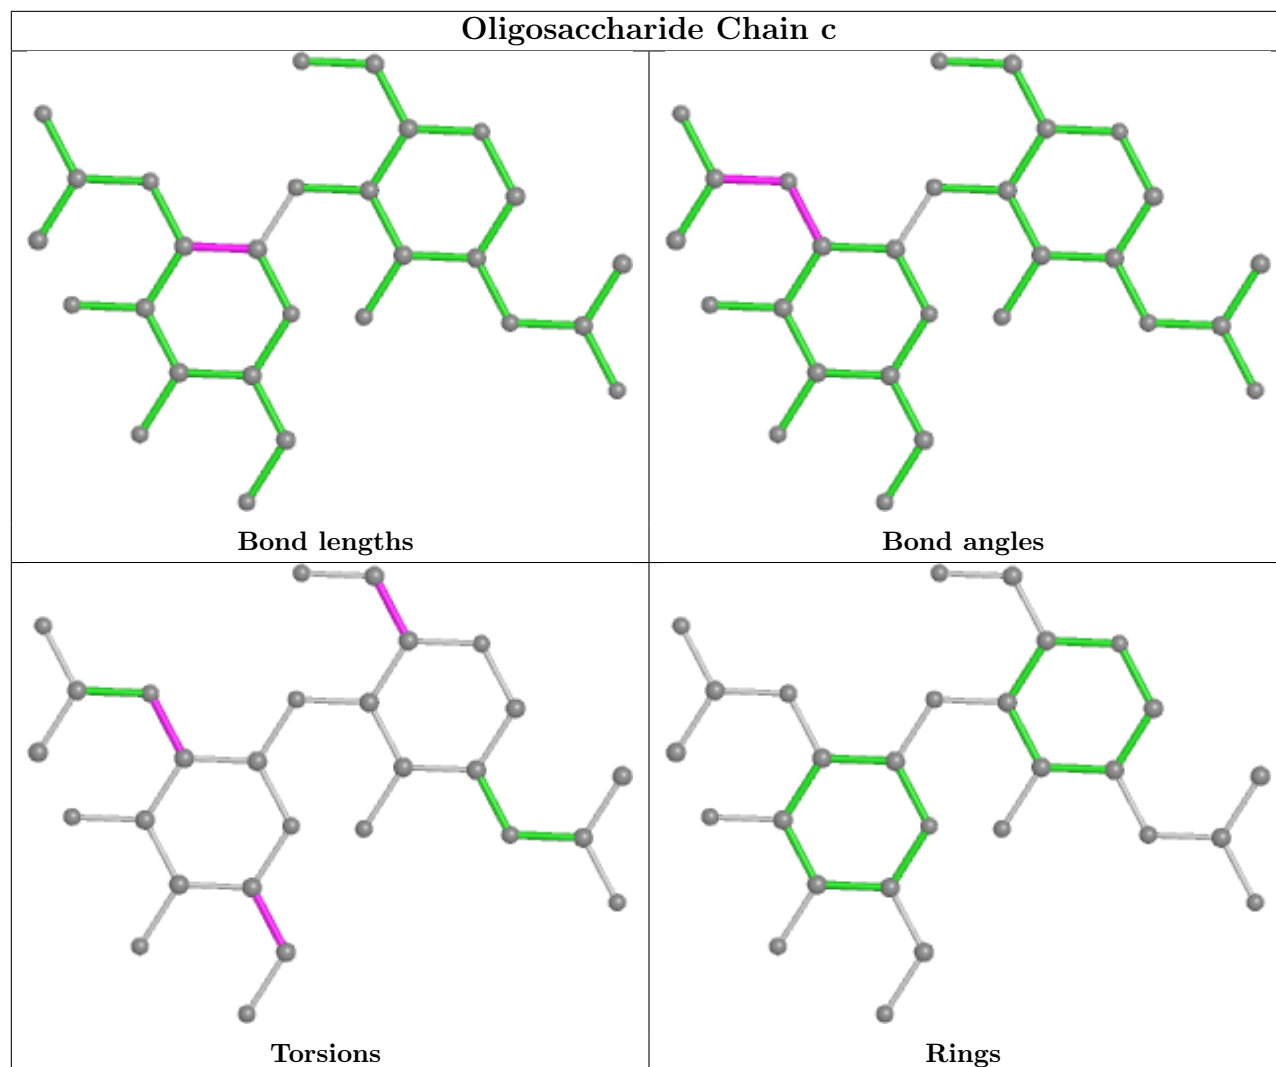 Oligosaccharide Chain c
Bond lengths
Bond angles
Torsions
Rings